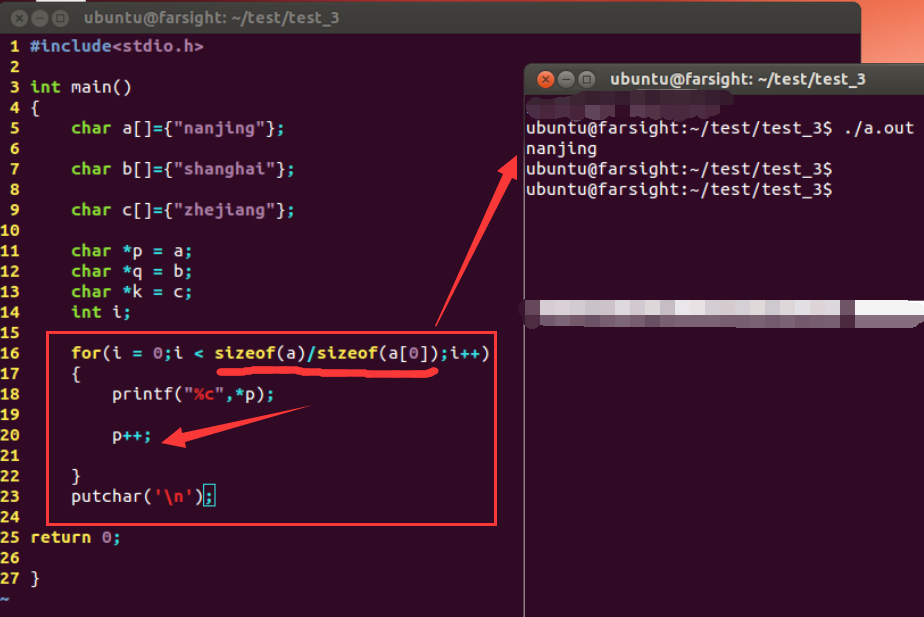 ubuntu@farsight: ~/test/test_3
1 #include<stdio.h>
2
3 int main()
4 {
5     char a[]={"nanjing"};
6
7     char b[]={"shanghai"};
8
9     char c[]={"zhejiang"};
10
11     char *p = a;
12     char *q = b;
13     char *k = c;
14     int i;
15
16     for(i = 0;i < sizeof(a)/sizeof(a[0]);i++)
17     {
18         printf("%c",*p);
19
20         p++;
21
22     }
23     putchar('\n');
24
25 return 0;
26
27 }
~
ubuntu@farsight: ~/test/test_3
ubuntu@farsight:~/test/test_3$ ./a.out
nanjing
ubuntu@farsight:~/test/test_3$
ubuntu@farsight:~/test/test_3$